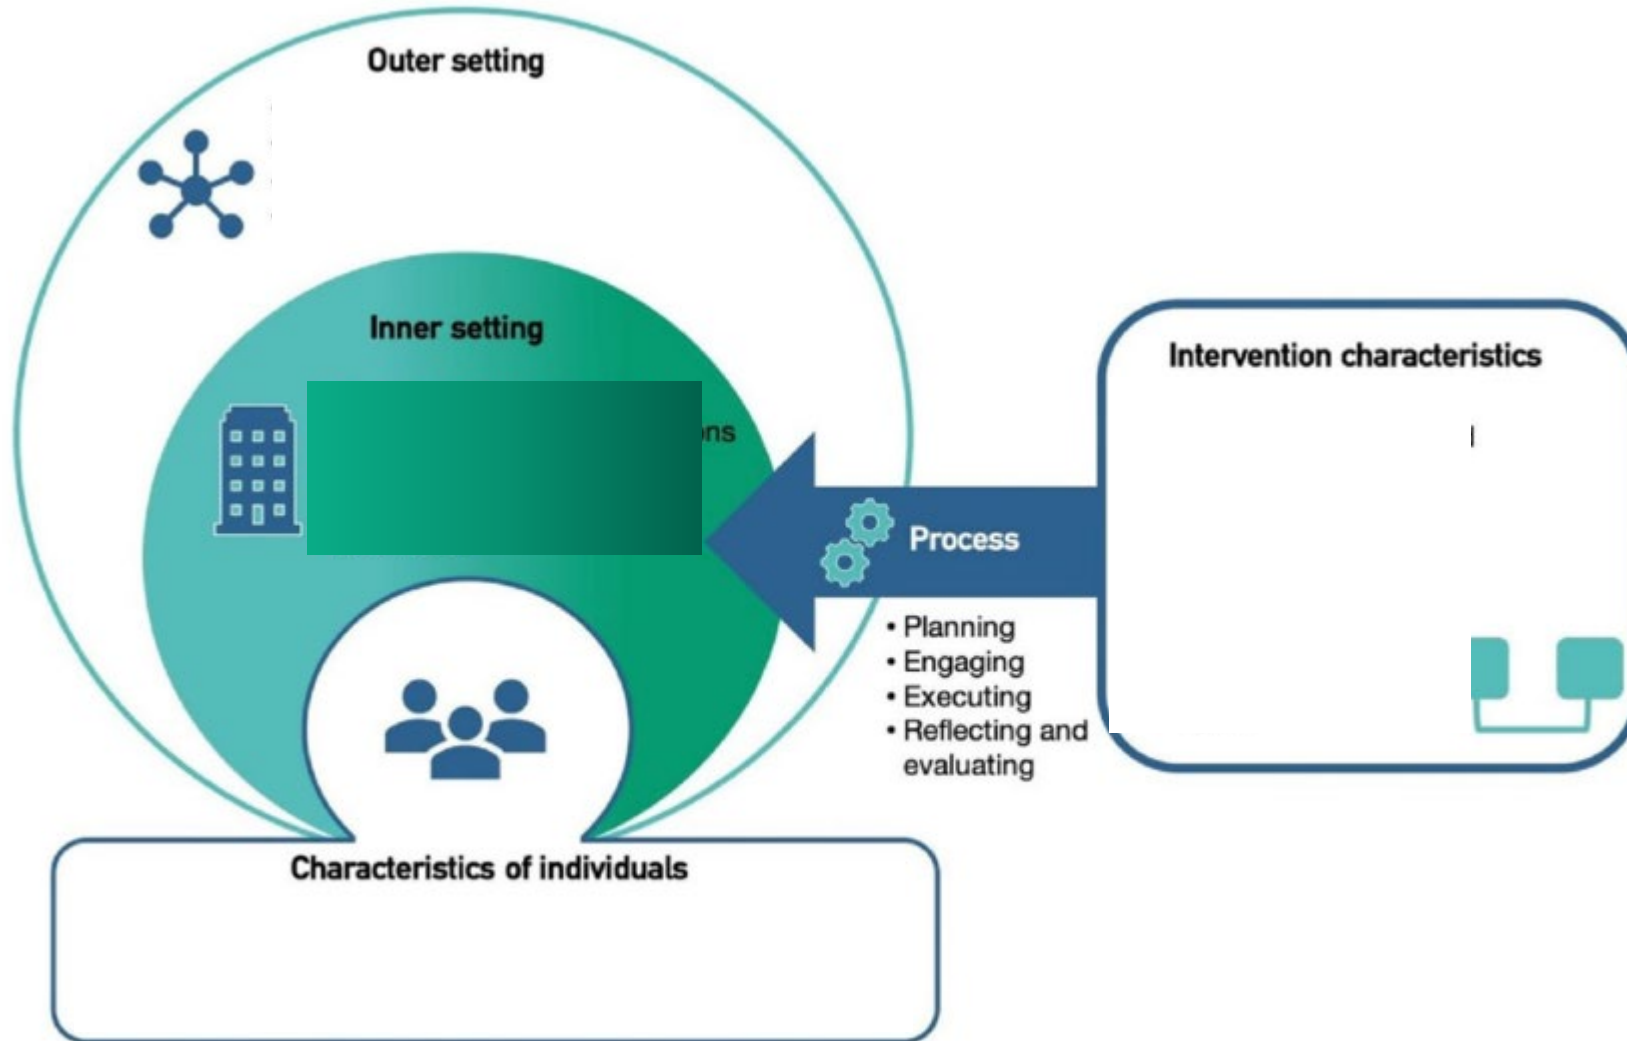 Outer setting
Inner setting
Intervention characteristics
Process
• Planning
• Engaging
• Executing
• Reflecting and
evaluating
Characteristics of individuals